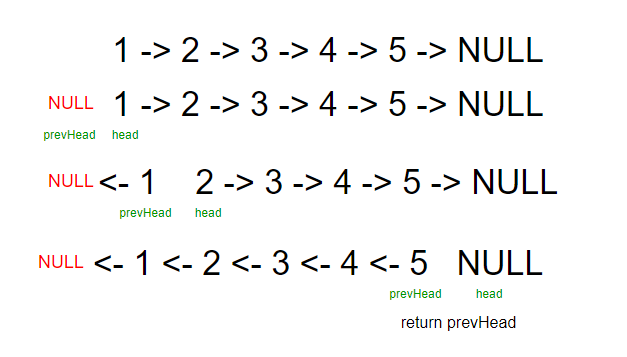 1 -> 2 -> 3 -> 4 -> 5 -> NULL
NULL 1 -> 2 -> 3 -> 4 -> 5 -> NULL
prevHead head
NULL <- 1 2 -> 3 -> 4 -> 5 -> NULL
prevHead head
NULL <- 1 <- 2 <- 3 <- 4 <- 5 NULL
prevHead head
return prevHead